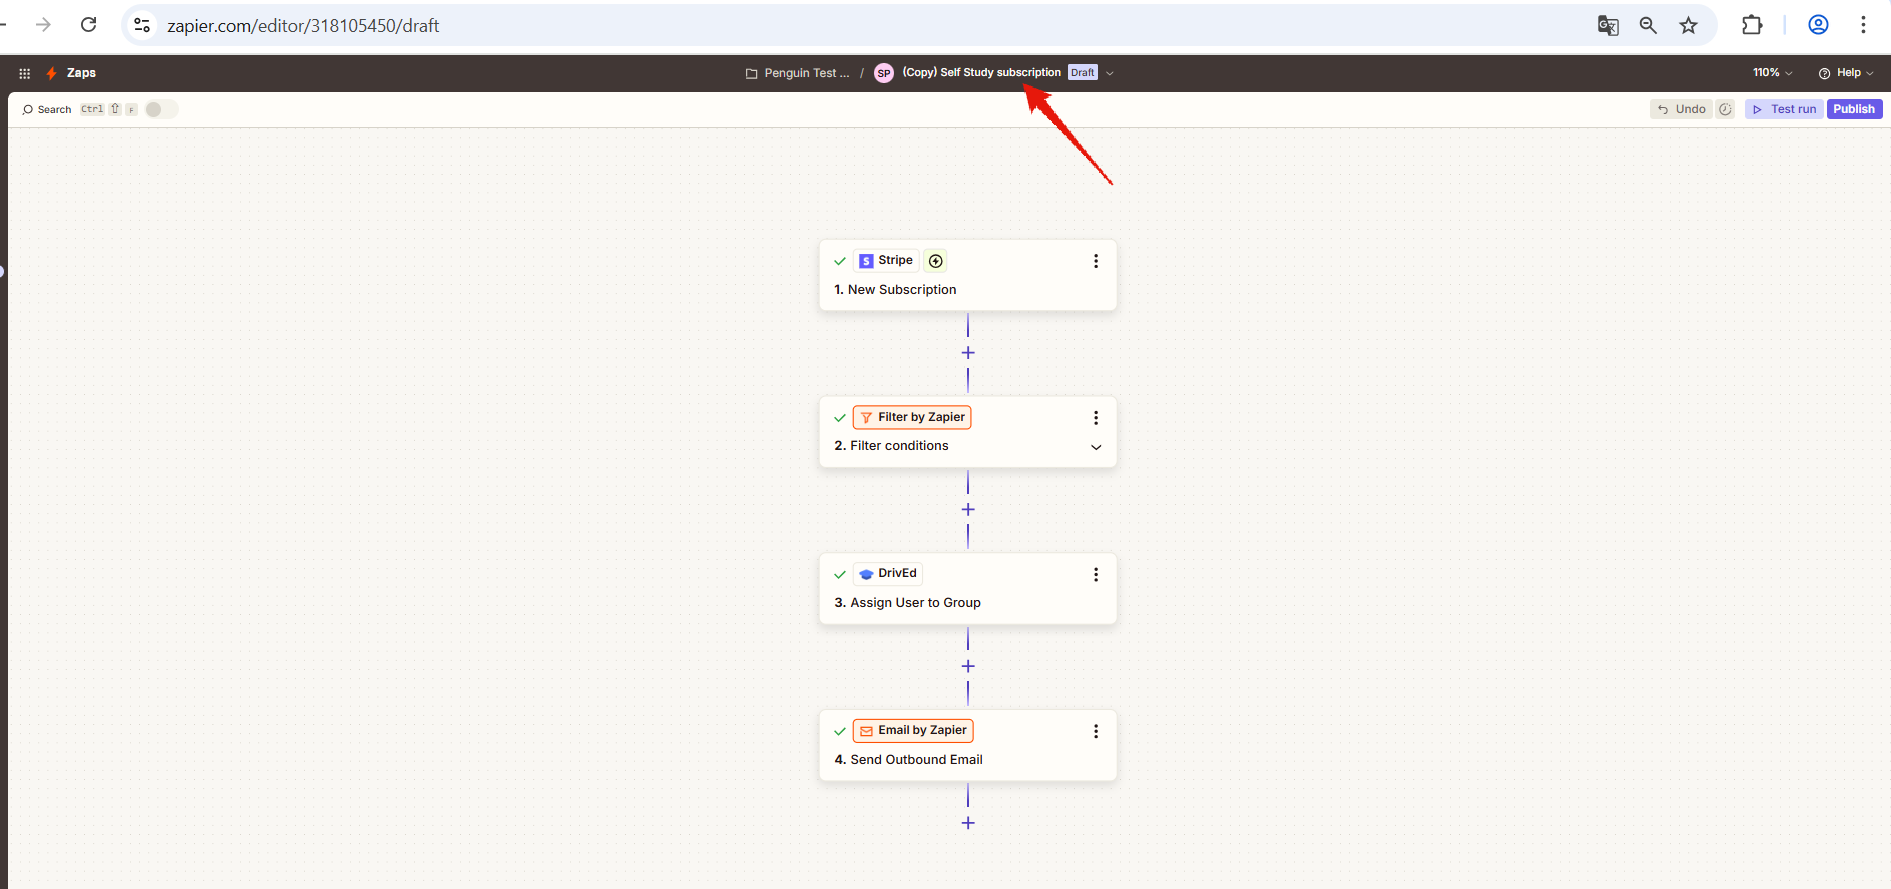 zapier.com/editor/318105450/draft
Zaps
Penguin Test ... / SP (Copy) Self Study subscription Draft
110%
Help
Search Ctrl ⇧ F
Undo
Test run
Publish
Stripe
1. New Subscription
Filter by Zapier
2. Filter conditions
DrivEd
3. Assign User to Group
Email by Zapier
4. Send Outbound Email